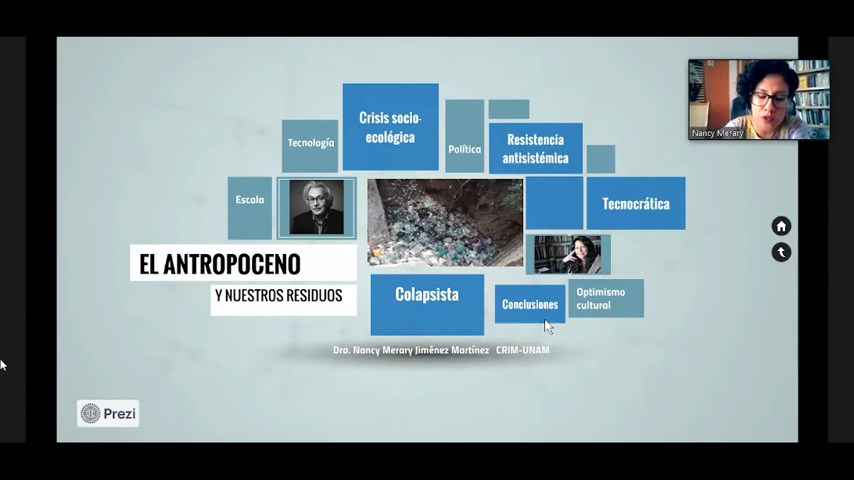 Crisis socio-
ecológica
Tecnología
Política
Resistencia
antisistémica
Escala
Tecnocrática
EL ANTROPOCENO
Y NUESTROS RESIDUOS
Colapsista
Conclusiones
Optimismo
cultural
Dra. Nancy Merary Jiménez Martínez CRIM-UNAM
Prezi
Nancy Merary